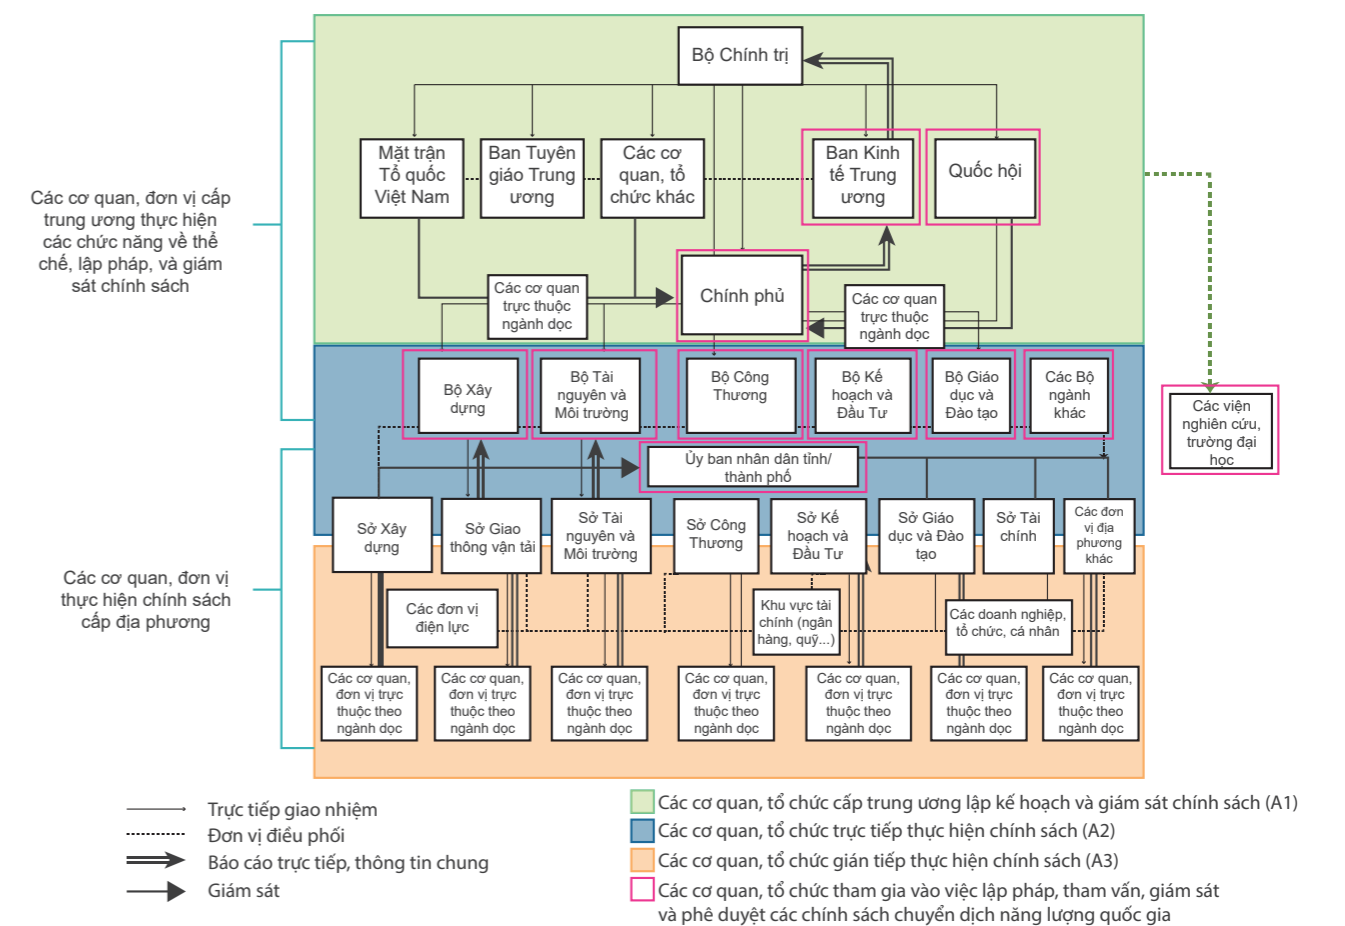 Bộ Chính trị
Mặt trận
Tổ quốc
Việt Nam
Ban Tuyên
giáo Trung
ương
Các cơ
quan, tổ
chức khác
Ban Kinh
tế Trung
ương
Quốc hội
Các cơ quan, đơn vị cấp
trung ương thực hiện
các chức năng về thể
chế, lập pháp, và giám
sát chính sách
Các cơ quan
trực thuộc
ngành dọc
Chính phủ
Các cơ quan
trực thuộc
ngành dọc
Bộ Xây
dựng
Bộ Tài
nguyên và
Môi trường
Bộ Công
Thương
Bộ Kế
hoạch và
Đầu Tư
Bộ Giáo
dục và
Đào tạo
Các Bộ
ngành
khác
Các viện
nghiên cứu,
trường đại
học
Ủy ban nhân dân tỉnh/
thành phố
Sở Xây
dựng
Sở Giao
thông vận tải
Sở Tài
nguyên và
Môi trường
Sở Công
Thương
Sở Kế
hoạch và
Đầu Tư
Sở Giáo
dục và Đào
tạo
Sở Tài
chính
Các đơn
vị địa
phương
khác
Các cơ quan, đơn vị
thực hiện chính sách
cấp địa phương
Các đơn vị
điện lực
Khu vực tài
chính (ngân
hàng, quỹ...)
Các doanh nghiệp,
tổ chức, cá nhân
Các cơ quan,
đơn vị trực
thuộc theo
ngành dọc
Các cơ quan,
đơn vị trực
thuộc theo
ngành dọc
Các cơ quan,
đơn vị trực
thuộc theo
ngành dọc
Các cơ quan,
đơn vị trực
thuộc theo
ngành dọc
Các cơ quan,
đơn vị trực
thuộc theo
ngành dọc
Các cơ quan,
đơn vị trực
thuộc theo
ngành dọc
Các cơ quan,
đơn vị trực
thuộc theo
ngành dọc
Trực tiếp giao nhiệm
Đơn vị điều phối
Báo cáo trực tiếp, thông tin chung
Giám sát
Các cơ quan, tổ chức cấp trung ương lập kế hoạch và giám sát chính sách (A1)
Các cơ quan, tổ chức trực tiếp thực hiện chính sách (A2)
Các cơ quan, tổ chức gián tiếp thực hiện chính sách (A3)
Các cơ quan, tổ chức tham gia vào việc lập pháp, tham vấn, giám sát
và phê duyệt các chính sách chuyển dịch năng lượng quốc gia